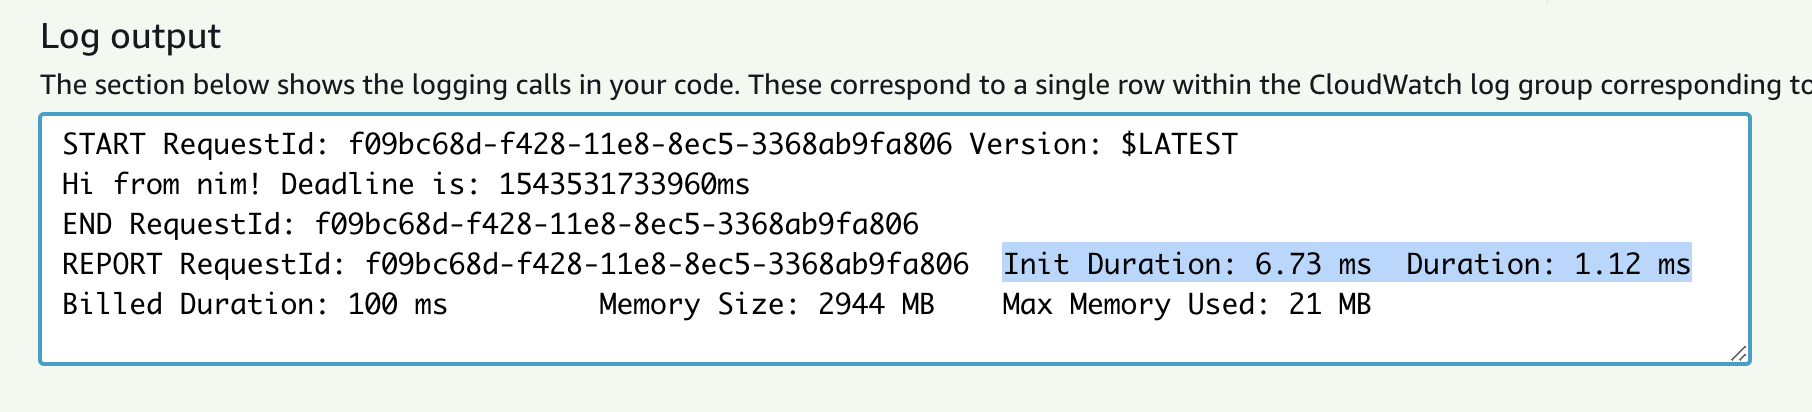 Log output
The section below shows the logging calls in your code. These correspond to a single row within the CloudWatch log group corresponding to
START RequestId: f09bc68d-f428-11e8-8ec5-3368ab9fa806 Version: $LATEST
Hi from nim! Deadline is: 1543531733960ms
END RequestId: f09bc68d-f428-11e8-8ec5-3368ab9fa806
REPORT RequestId: f09bc68d-f428-11e8-8ec5-3368ab9fa806 Init Duration: 6.73 ms Duration: 1.12 ms
Billed Duration: 100 ms Memory Size: 2944 MB Max Memory Used: 21 MB